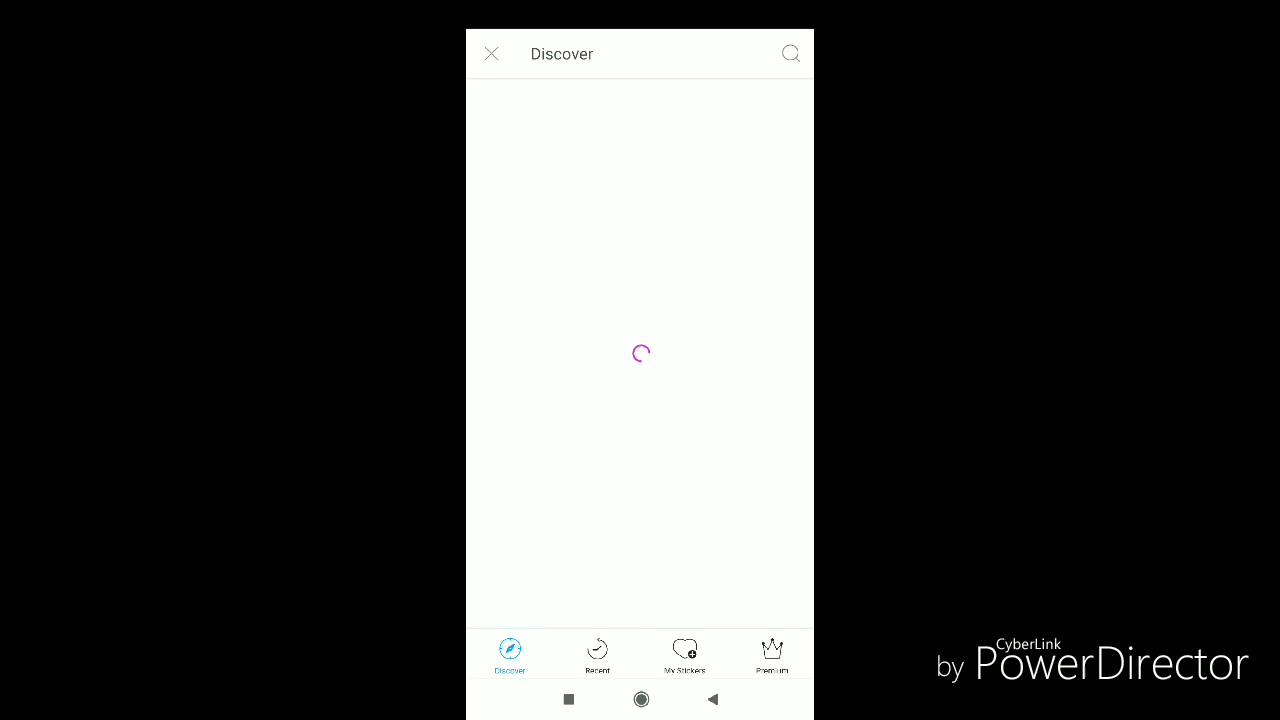 Discover
Discover
Recent
My Stickers
Premium
CyberLink
by PowerDirector